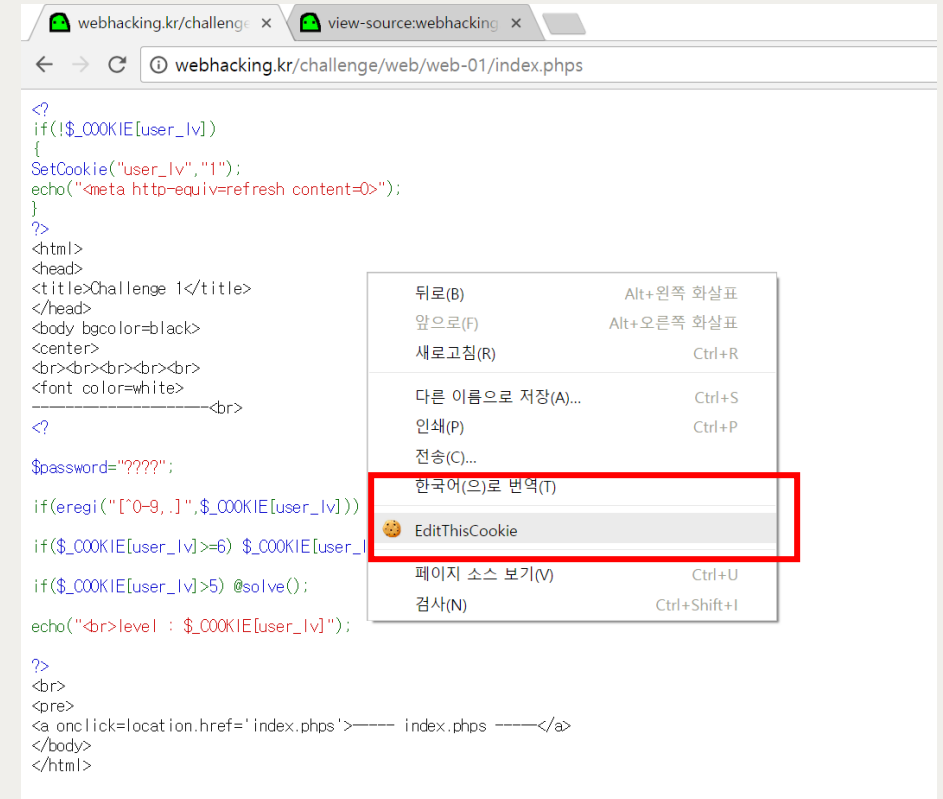 webhacking.kr/challenge
view-source:webhacking
webhacking.kr/challenge/web/web-01/index.phps
<?
if(!$_COOKIE[user_lv])
{
SetCookie("user_lv","1");
echo("<meta http-equiv=refresh content=0>");
}
?>
<html>
<head>
<title>Challenge 1</title>
</head>
<body bgcolor=black>
<center>
<br><br><br><br><br>
<font color=white>
---------------------<br>
<?
$password="????";
if(eregi("[^0-9,.]",$_COOKIE[user_lv]))
if($_COOKIE[user_lv]>=6) $_COOKIE[user_l
if($_COOKIE[user_lv]>5) @solve();
echo("<br>level : $_COOKIE[user_lv]");
?>
<br>
<pre>
<a onclick=location.href='index.phps'>----- index.phps -----</a>
</body>
</html>
뒤로(B) Alt+왼쪽 화살표
앞으로(F) Alt+오른쪽 화살표
새로고침(R) Ctrl+R
다른 이름으로 저장(A)... Ctrl+S
인쇄(P) Ctrl+P
전송(C)...
한국어(으)로 번역(T)
EditThisCookie
페이지 소스 보기(V) Ctrl+U
검사(N) Ctrl+Shift+I